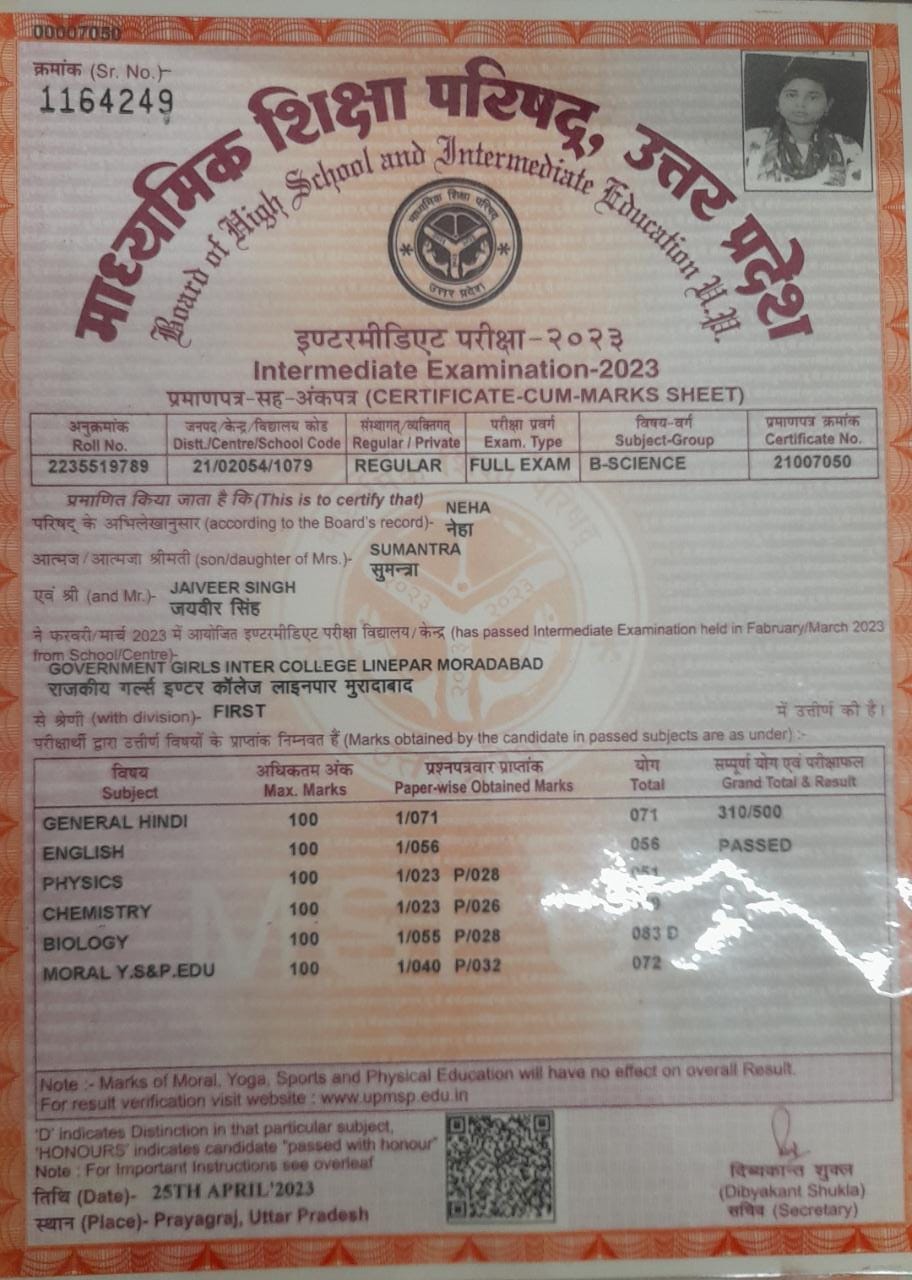 00007050
क्रमांक (Sr. No.)-
1164249
माध्यमिक शिक्षा परिषद्, उत्तर प्रदेश
Board of High School and Intermediate Education U.P.
माध्यमिक शिक्षा परिषद
उत्तर प्रदेश
इण्टरमीडिएट परीक्षा-२०२३
Intermediate Examination-2023
प्रमाणपत्र-सह-अंकपत्र (CERTIFICATE-CUM-MARKS SHEET)
अनुक्रमांक जनपद/केन्द्र/विद्यालय कोड संस्थागत्/व्यक्तिगत् परीक्षा प्रवर्ग विषय-वर्ग प्रमाणपत्र क्रमांक
Roll No. Distt./Centre/School Code Regular / Private Exam. Type Subject-Group Certificate No.
2235519789 21/02054/1079 REGULAR FULL EXAM B-SCIENCE 21007050
प्रमाणित किया जाता है कि (This is to certify that)
NEHA
परिषद् के अभिलेखानुसार (according to the Board's record)- नेहा
SUMANTRA
आत्मज/आत्मजा श्रीमती (son/daughter of Mrs.)- सुमन्त्रा
JAIVEER SINGH
एवं श्री (and Mr.)- जयवीर सिंह
ने फरवरी/मार्च 2023 में आयोजित इण्टरमीडिएट परीक्षा विद्यालय/केन्द्र (has passed Intermediate Examination held in Fabruary/March 2023
from School/Centre)-
GOVERNMENT GIRLS INTER COLLEGE LINEPAR MORADABAD
राजकीय गर्ल्स इण्टर कॉलेज लाइनपार मुरादाबाद
से श्रेणी (with division)- FIRST में उत्तीर्ण की है।
परीक्षार्थी द्वारा उत्तीर्ण विषयों के प्राप्तांक निम्नवत हैं (Marks obtained by the candidate in passed subjects are as under) :-
विषय अधिकतम अंक प्रश्नपत्रवार प्राप्तांक योग सम्पूर्ण योग एवं परीक्षाफल
Subject Max. Marks Paper-wise Obtained Marks Total Grand Total & Result
GENERAL HINDI 100 1/071 071 310/500
ENGLISH 100 1/056 056 PASSED
PHYSICS 100 1/023 P/028 051
CHEMISTRY 100 1/023 P/026
BIOLOGY 100 1/055 P/028 083 D
MORAL Y.S&P.EDU 100 1/040 P/032 072
Note :- Marks of Moral, Yoga, Sports and Physical Education will have no effect on overall Result.
For result verification visit website : www.upmsp.edu.in
'D' indicates Distinction in that particular subject,
'HONOURS' indicates candidate "passed with honour"
Note : For Important Instructions see overleaf
तिथि (Date)- 25TH APRIL'2023
स्थान (Place)- Prayagraj, Uttar Pradesh
दिब्यकान्त शुक्ल
(Dibyakant Shukla)
सचिव (Secretary)